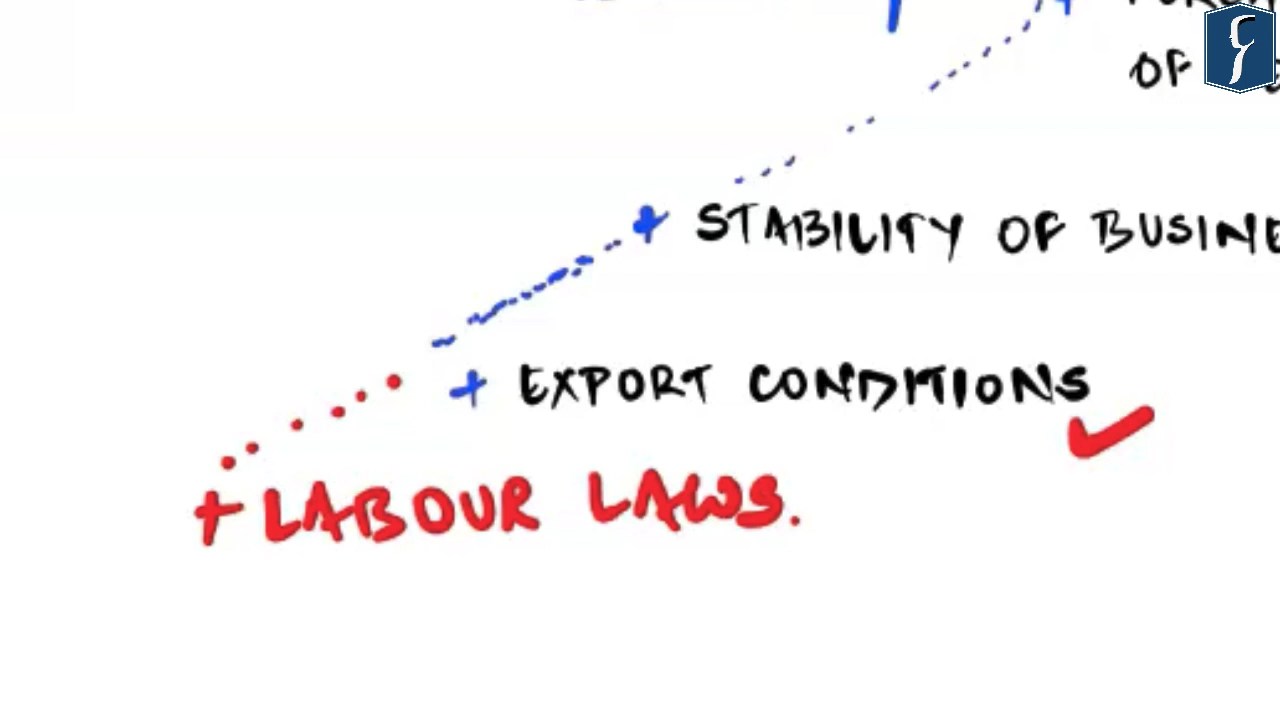 OF
+ STABILITY OF BUSINE
+ EXPORT CONDITIONS
+ LABOUR LAWS.